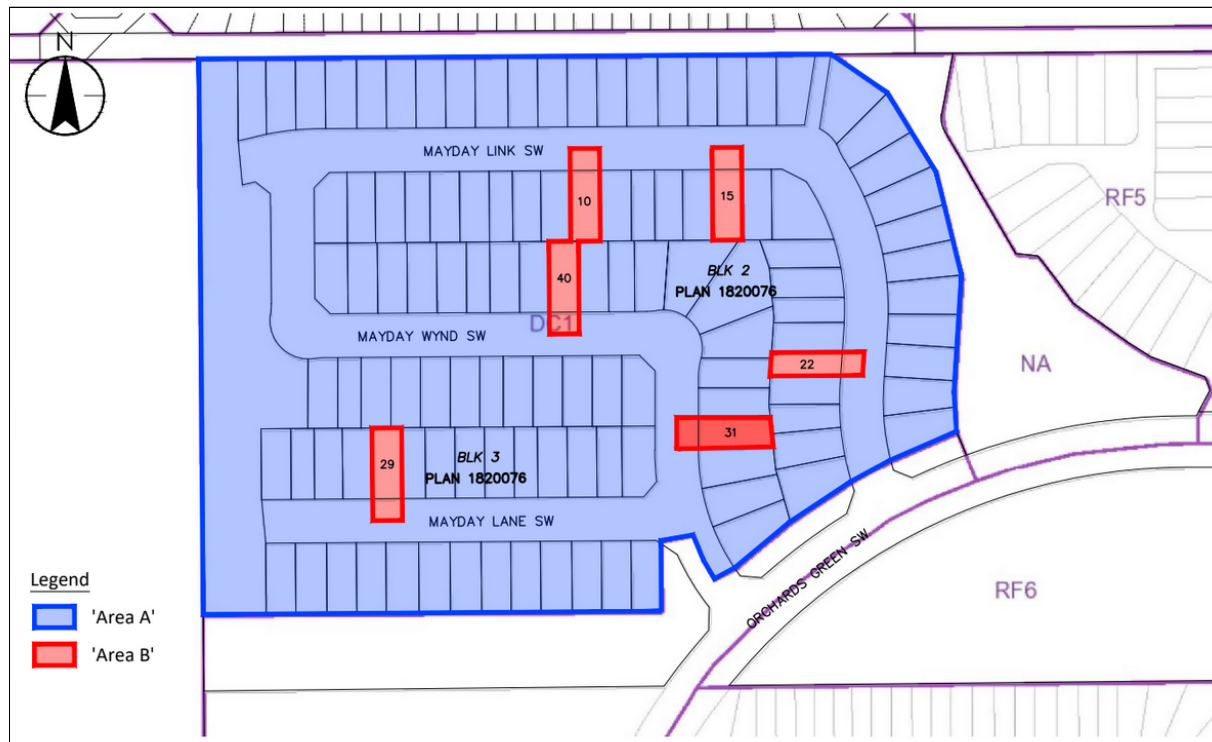 N
MAYDAY LINK SW
10
15
RF5
40
BLK 2
PLAN 1820076
DC1
MAYDAY WYND SW
22
NA
31
29
BLK 3
PLAN 1820076
MAYDAY LANE SW
ORCHARDS GREEN SW
RF6
Legend
'Area A'
'Area B'